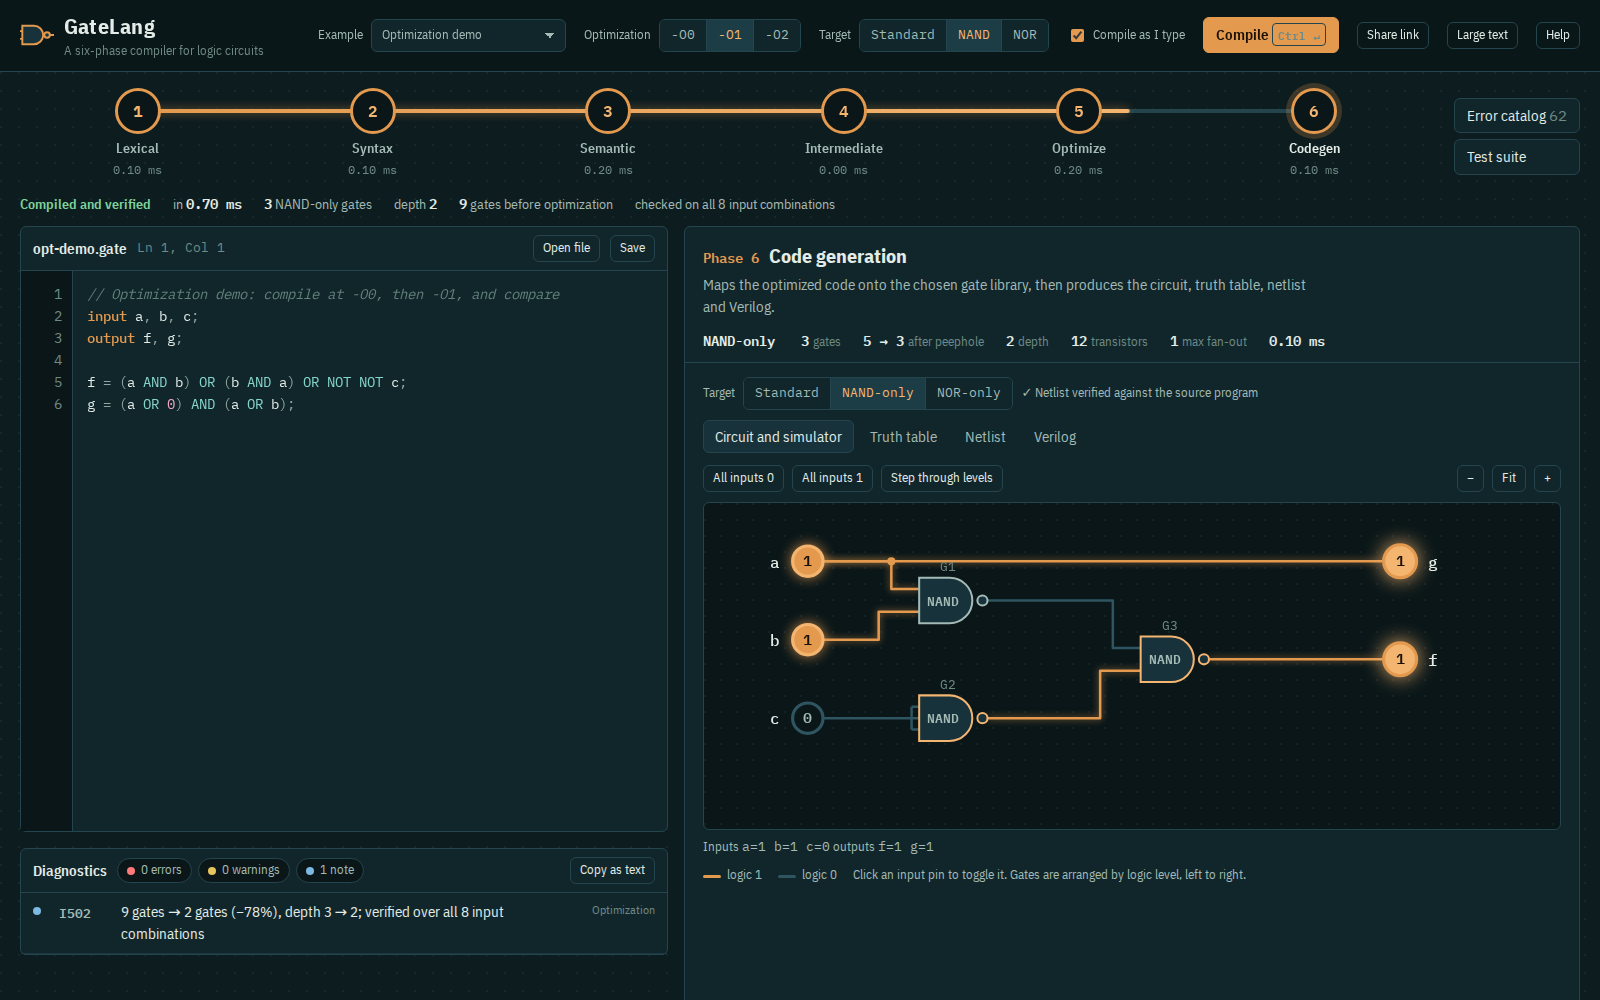 GateLang
A six-phase compiler for logic circuits
Example Optimization demo Optimization -O0 -O1 -O2 Target Standard NAND NOR Compile as I type Compile Ctrl ↵ Share link Large text Help
1 2 3 4 5 6
Lexical Syntax Semantic Intermediate Optimize Codegen
0.10 ms 0.10 ms 0.20 ms 0.00 ms 0.20 ms 0.10 ms
Error catalog 62
Test suite
Compiled and verified in 0.70 ms 3 NAND-only gates depth 2 9 gates before optimization checked on all 8 input combinations
opt-demo.gate Ln 1, Col 1 Open file Save
1 // Optimization demo: compile at -O0, then -O1, and compare
2 input a, b, c;
3 output f, g;
4
5 f = (a AND b) OR (b AND a) OR NOT NOT c;
6 g = (a OR 0) AND (a OR b);
Diagnostics 0 errors 0 warnings 1 note Copy as text
I502 9 gates → 2 gates (−78%), depth 3 → 2; verified over all 8 input Optimization
combinations
Phase 6 Code generation
Maps the optimized code onto the chosen gate library, then produces the circuit, truth table, netlist
and Verilog.
NAND-only 3 gates 5 → 3 after peephole 2 depth 12 transistors 1 max fan-out 0.10 ms
Target Standard NAND-only NOR-only ✓ Netlist verified against the source program
Circuit and simulator Truth table Netlist Verilog
All inputs 0 All inputs 1 Step through levels − Fit +
a 1 1 g
G1
NAND
b 1
G3
NAND 1 f
G2
c 0 NAND
Inputs a=1 b=1 c=0 outputs f=1 g=1
logic 1 logic 0 Click an input pin to toggle it. Gates are arranged by logic level, left to right.